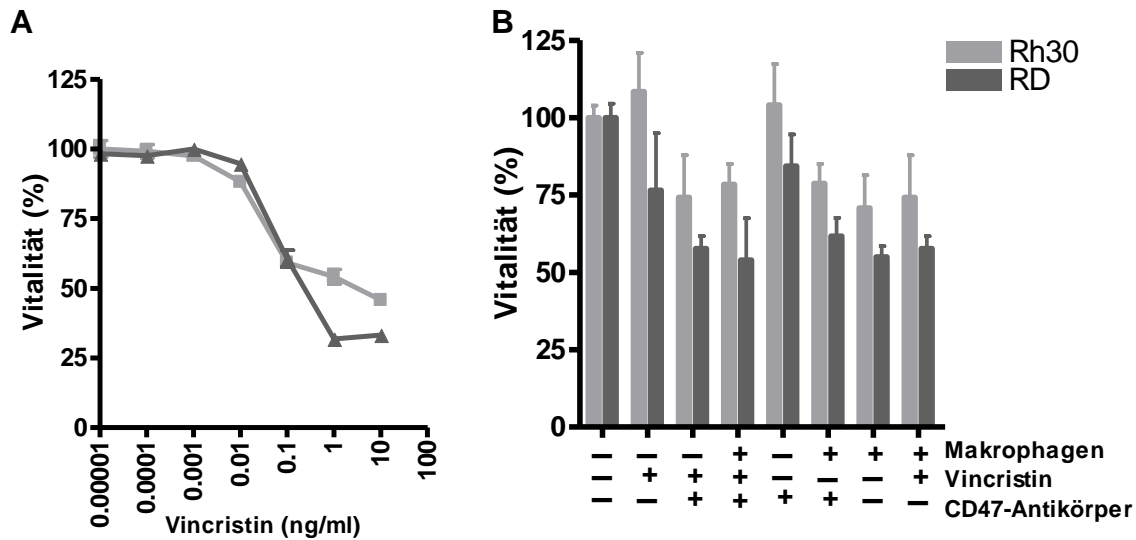 A
Vitalität (%)
125
100
75
50
25
0
0.00001
0.0001
0.001
0.01
0.1
1
10
100
Vincristin (ng/ml)
B
Vitalität (%)
125
100
75
50
25
0
Rh30
RD
– – – + – + + + Makrophagen
– + + + – – – + Vincristin
– – + + + + – – CD47-Antikörper